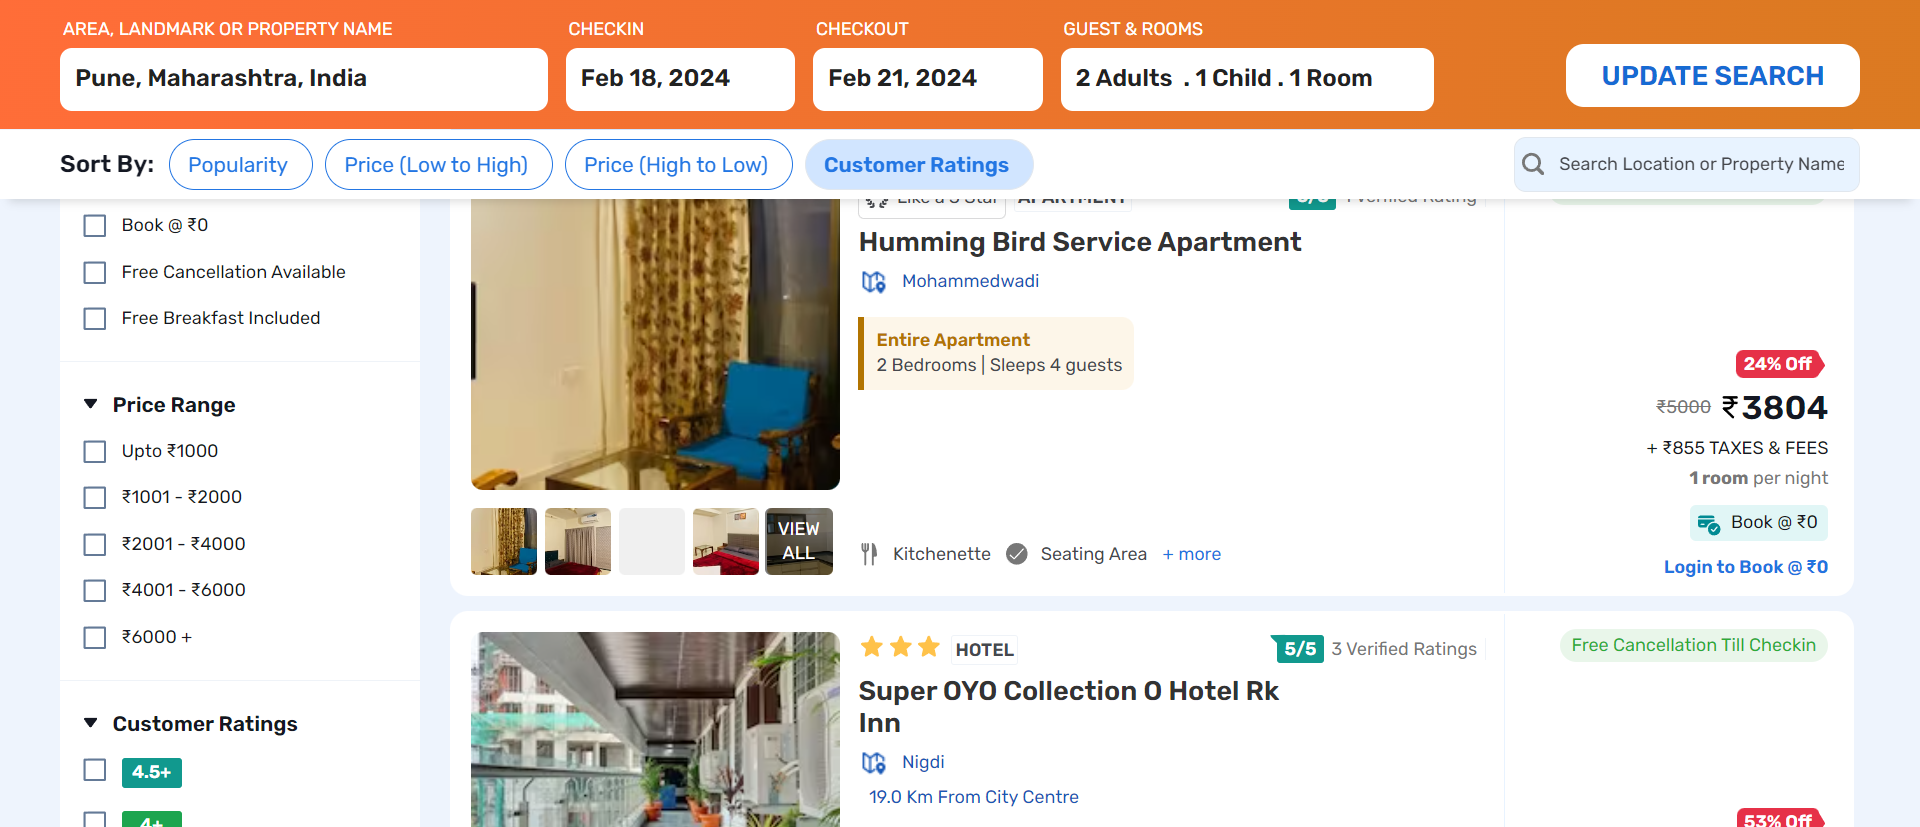 AREA, LANDMARK OR PROPERTY NAME
CHECKIN
CHECKOUT
GUEST & ROOMS
Pune, Maharashtra, India
Feb 18, 2024
Feb 21, 2024
2 Adults . 1 Child . 1 Room
UPDATE SEARCH
Sort By:
Popularity
Price (Low to High)
Price (High to Low)
Customer Ratings
Search Location or Property Name
Book @ ₹0
Free Cancellation Available
Free Breakfast Included
Price Range
Upto ₹1000
₹1001 - ₹2000
₹2001 - ₹4000
₹4001 - ₹6000
₹6000 +
Customer Ratings
4.5+
4+
Like a 3 Star
APARTMENT
5/5
1 Verified Rating
Humming Bird Service Apartment
Mohammedwadi
Entire Apartment
2 Bedrooms | Sleeps 4 guests
VIEW
ALL
Kitchenette
Seating Area
+ more
24% Off
₹5000 ₹3804
+ ₹855 TAXES & FEES
1 room per night
Book @ ₹0
Login to Book @ ₹0
HOTEL
5/5
3 Verified Ratings
Super OYO Collection O Hotel Rk
Inn
Nigdi
19.0 Km From City Centre
Free Cancellation Till Checkin
53% Off